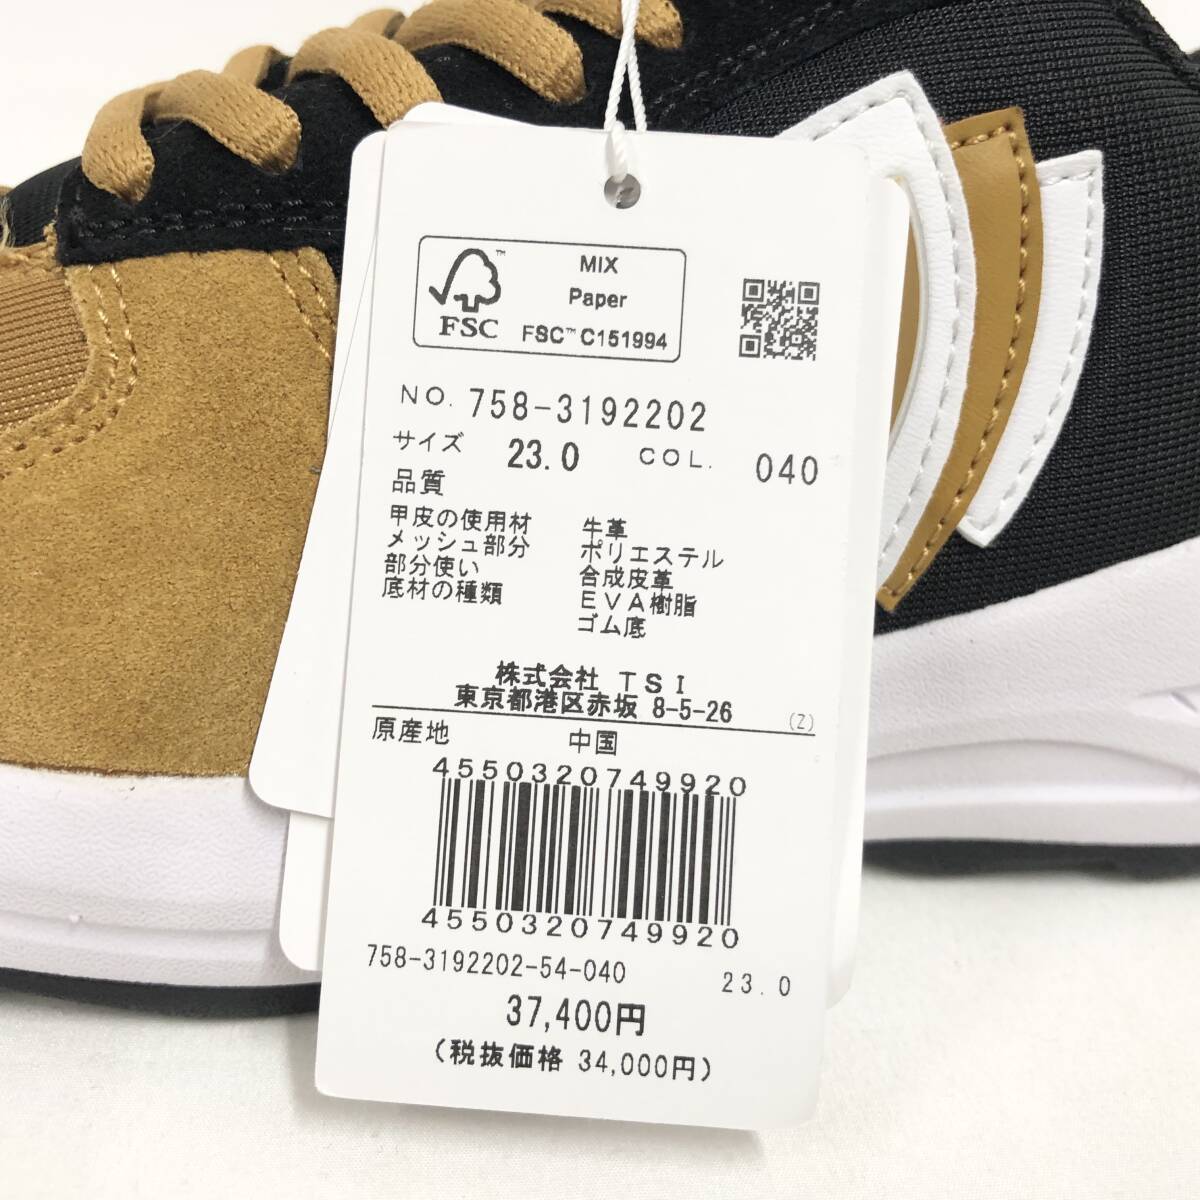 MIX
Paper
FSC™
FSC™ C151994
NO. 758-3192202
サイズ 23.0 COL. 040
品質
甲皮の使用材 牛革
メッシュ部分 ポリエステル
部分使い 合成皮革
底材の種類 EVA樹脂
ゴム底
株式会社 TSI
東京都港区赤坂 8-5-26 (Z)
原産地 中国
4550320749920
4550320749920
758-3192202-54-040 23.0
37,400円
(税抜価格 34,000円)